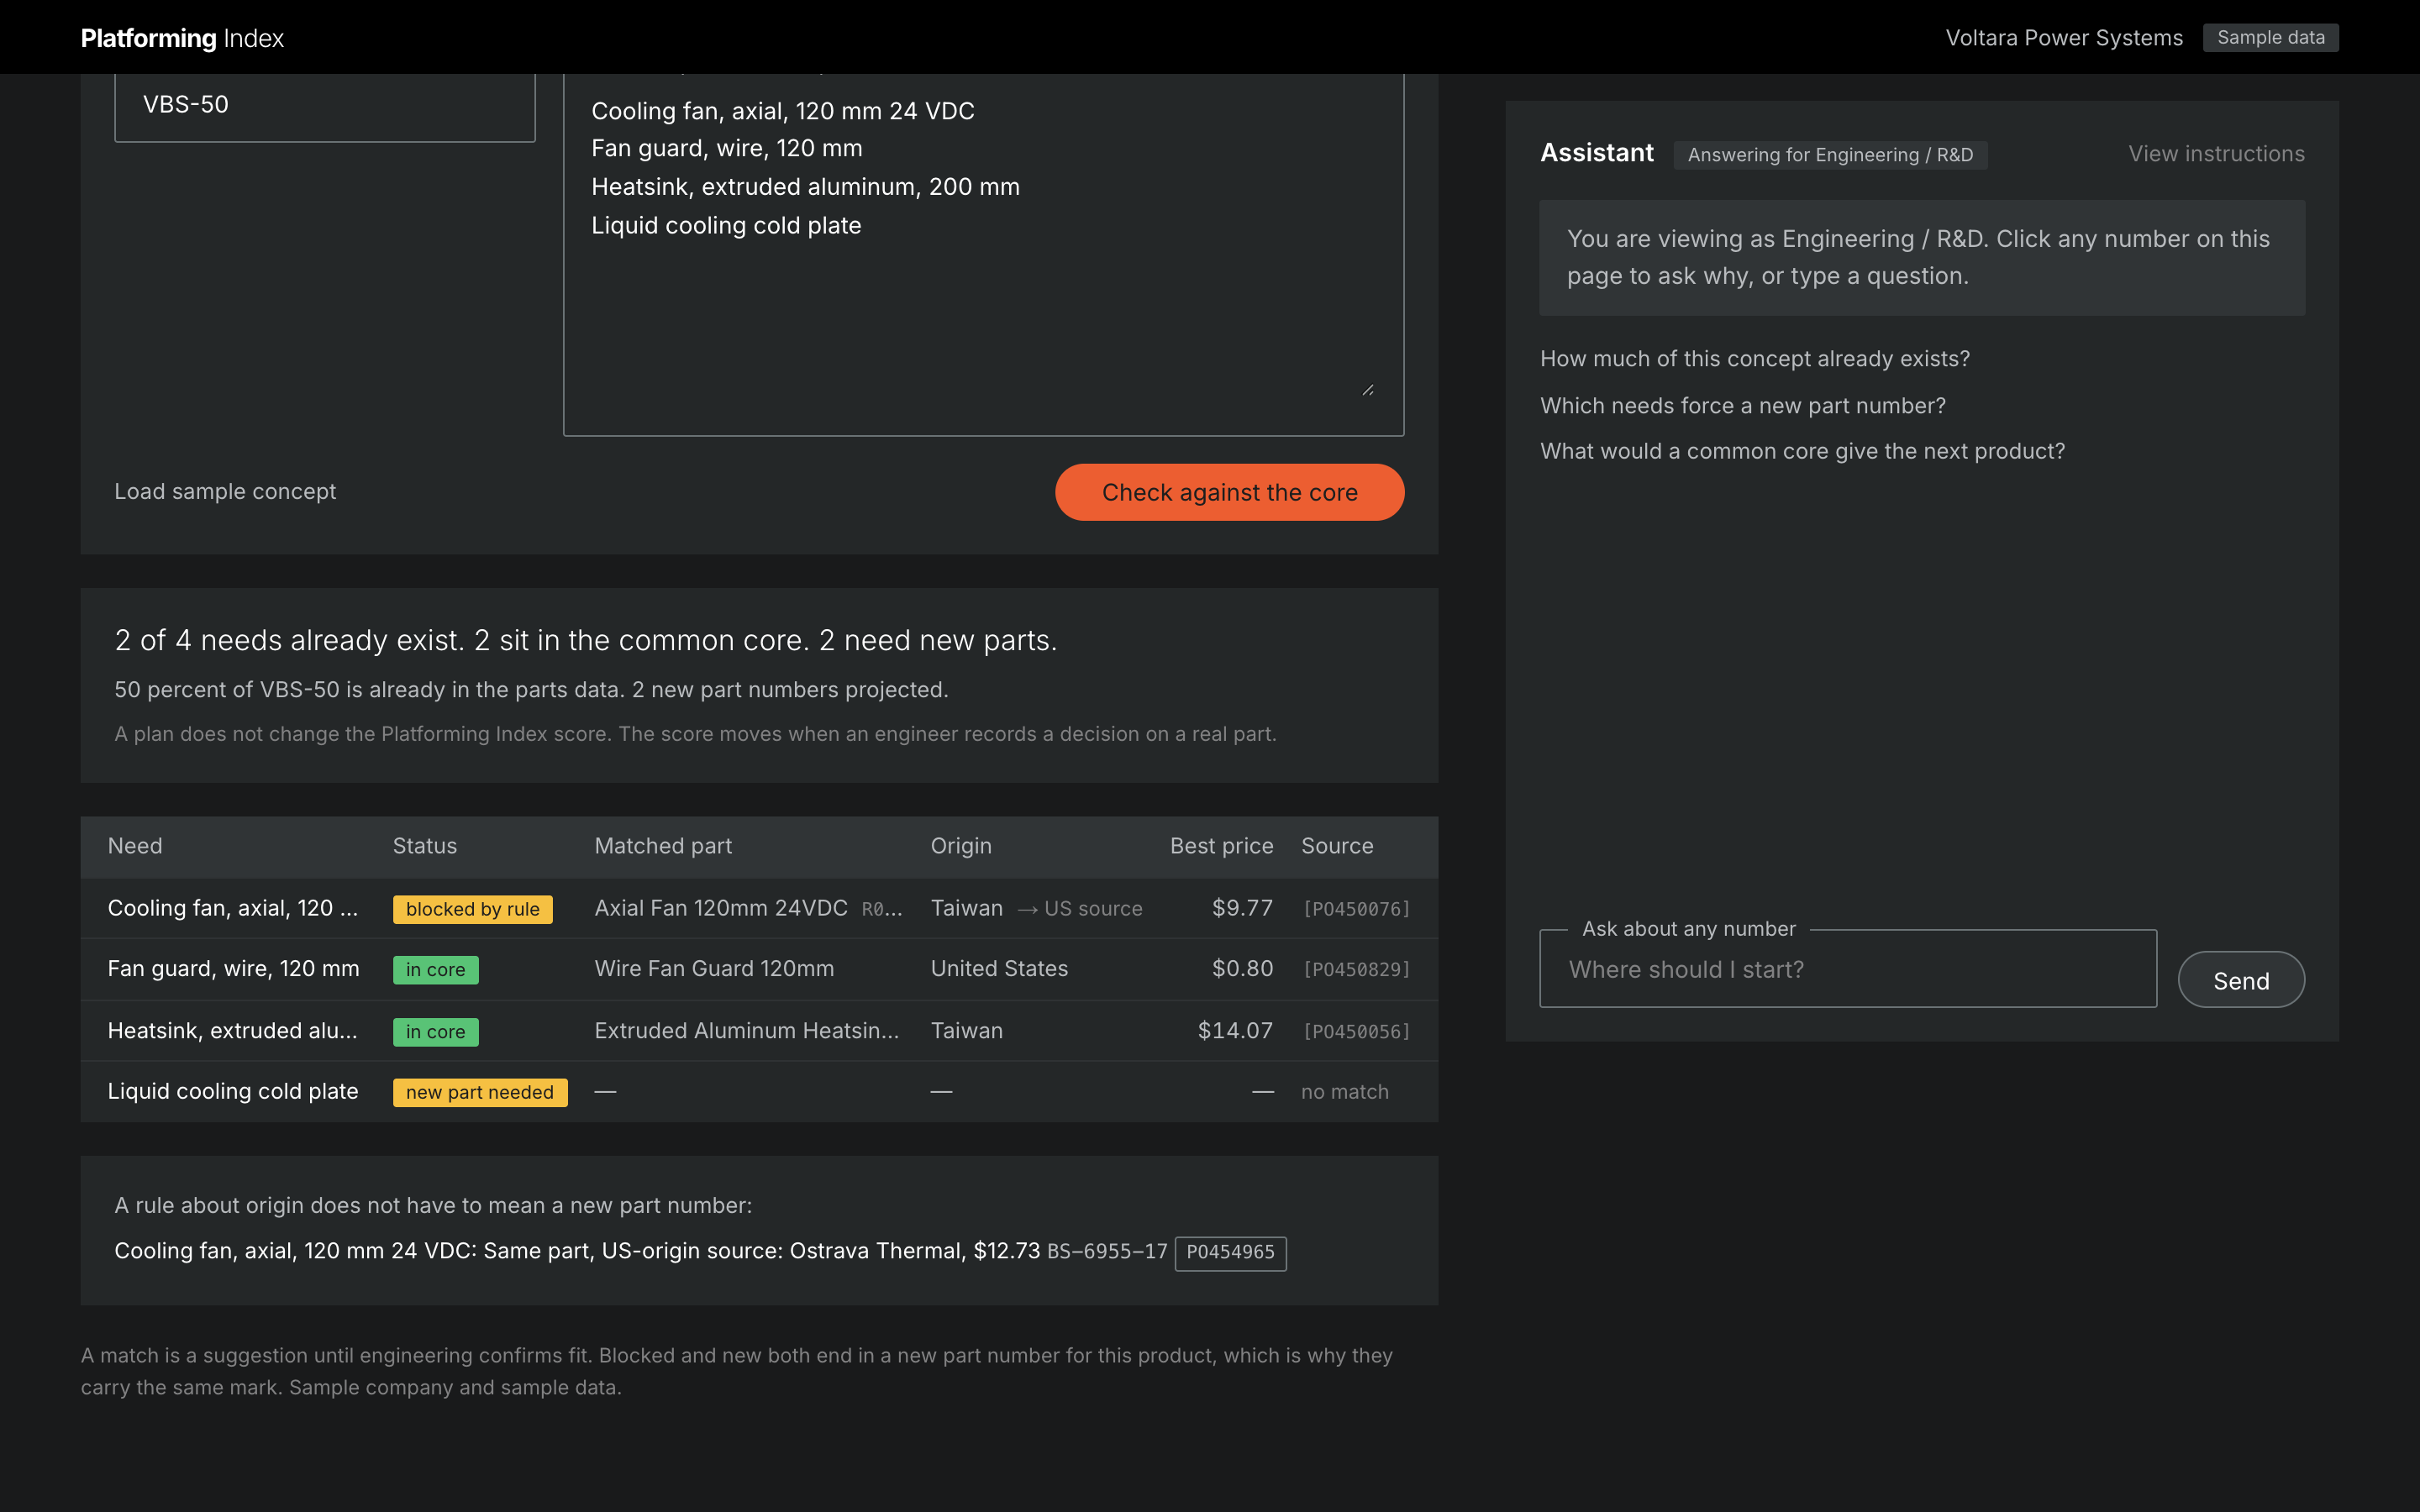 Platforming Index
Voltara Power Systems Sample data
VBS-50
Cooling fan, axial, 120 mm 24 VDC
Fan guard, wire, 120 mm
Heatsink, extruded aluminum, 200 mm
Liquid cooling cold plate
Load sample concept
Check against the core
2 of 4 needs already exist. 2 sit in the common core. 2 need new parts.
50 percent of VBS-50 is already in the parts data. 2 new part numbers projected.
A plan does not change the Platforming Index score. The score moves when an engineer records a decision on a real part.
Need Status Matched part Origin Best price Source
Cooling fan, axial, 120 ... blocked by rule Axial Fan 120mm 24VDC R0... Taiwan → US source $9.77 [PO450076]
Fan guard, wire, 120 mm in core Wire Fan Guard 120mm United States $0.80 [PO450829]
Heatsink, extruded alu... in core Extruded Aluminum Heatsin... Taiwan $14.07 [PO450056]
Liquid cooling cold plate new part needed — — — no match
A rule about origin does not have to mean a new part number:
Cooling fan, axial, 120 mm 24 VDC: Same part, US-origin source: Ostrava Thermal, $12.73 BS-6955-17 PO454965
A match is a suggestion until engineering confirms fit. Blocked and new both end in a new part number for this product, which is why they
carry the same mark. Sample company and sample data.
Assistant Answering for Engineering / R&D View instructions
You are viewing as Engineering / R&D. Click any number on this
page to ask why, or type a question.
How much of this concept already exists?
Which needs force a new part number?
What would a common core give the next product?
Ask about any number
Where should I start?
Send